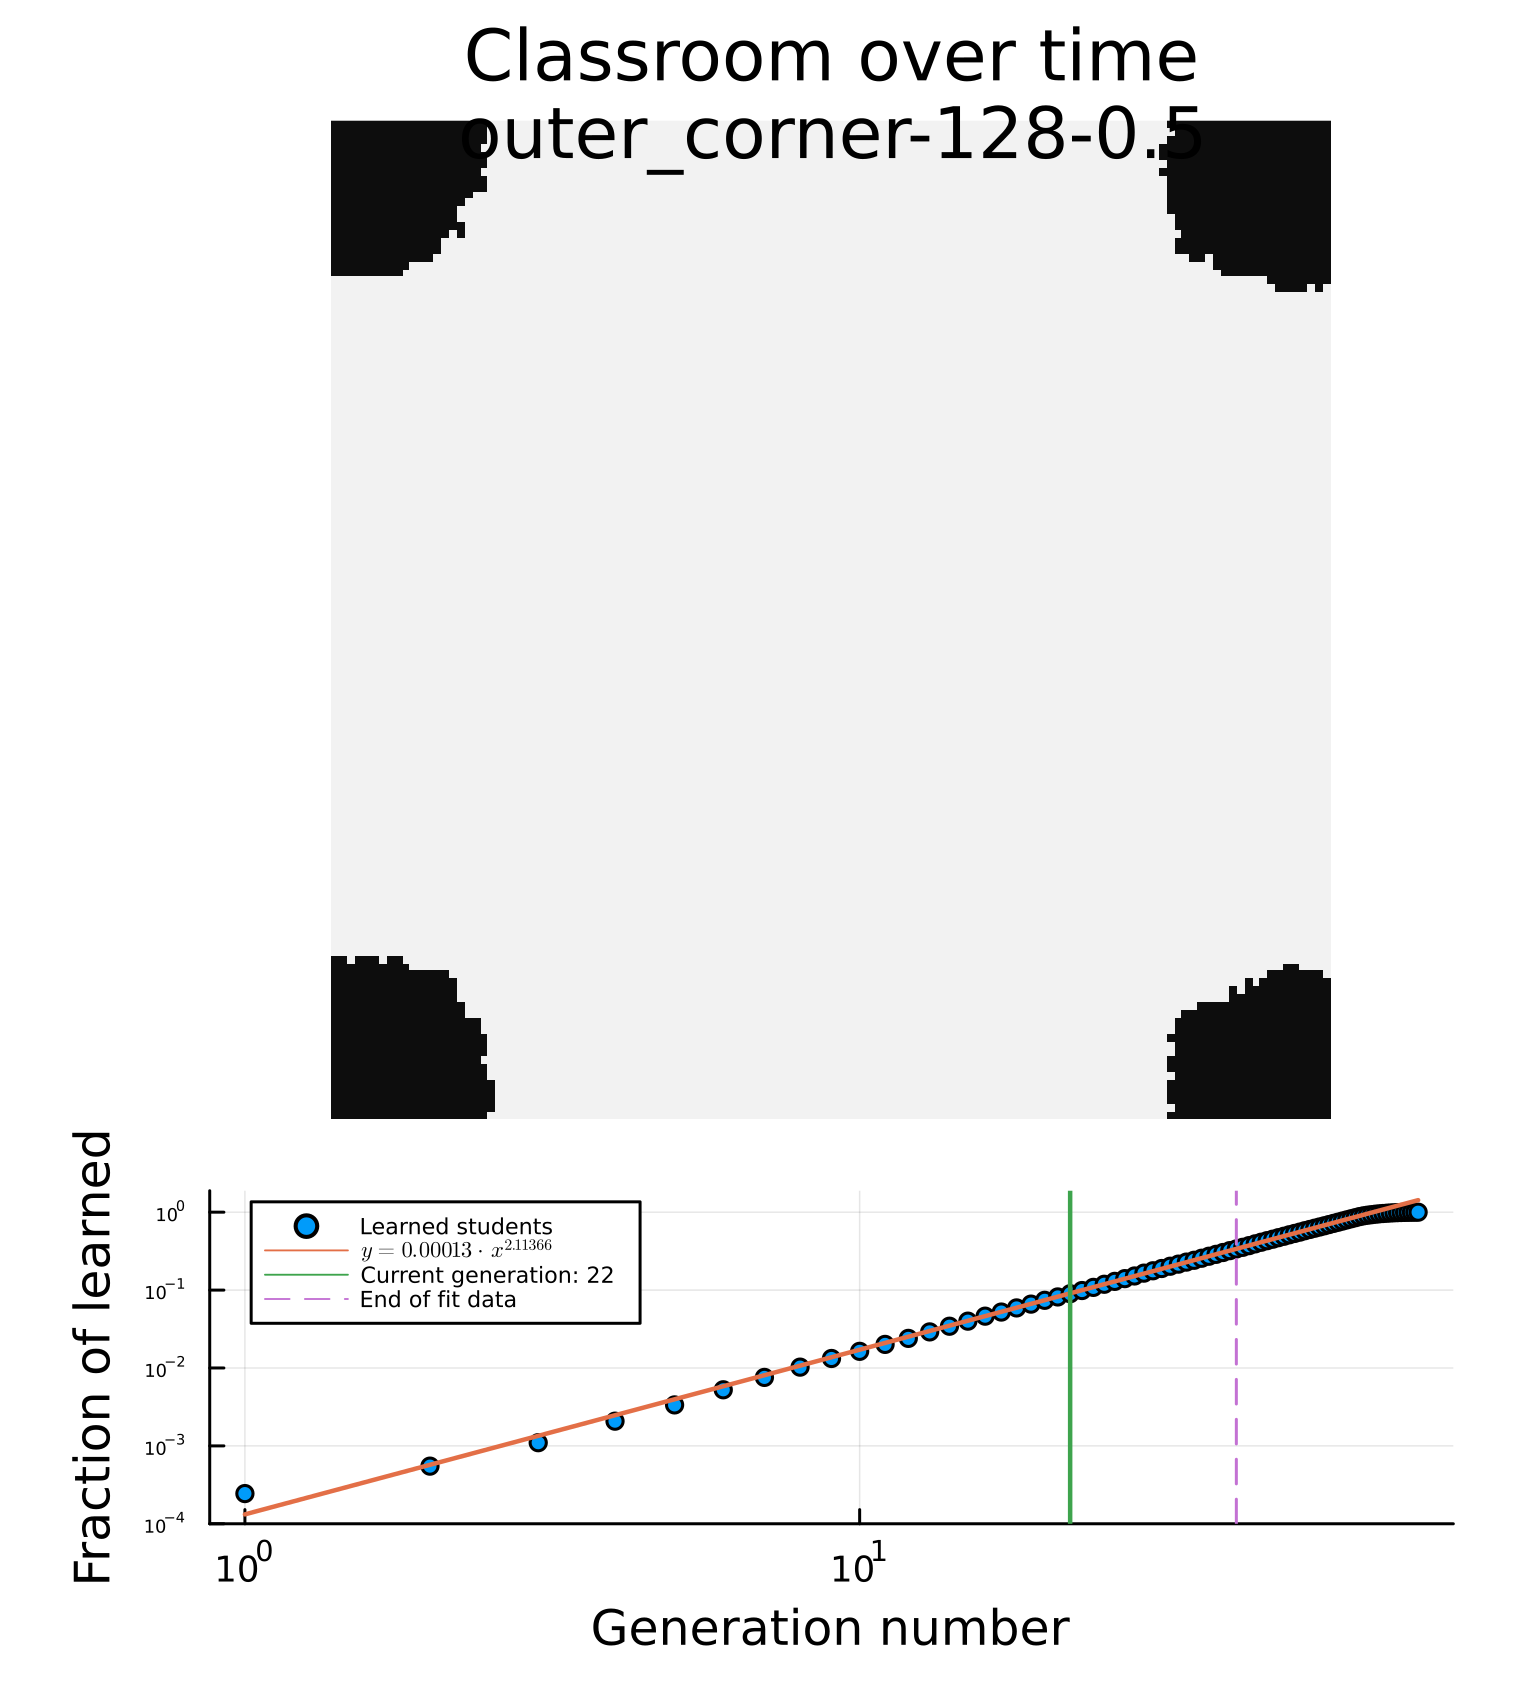 Classroom over time
outer_corner-128-0.5
Fraction of learned
10⁰
10⁻¹
10⁻²
10⁻³
10⁻⁴
Learned students
y = 0.00013 · x^2.11366
Current generation: 22
End of fit data
10⁰
10¹
Generation number